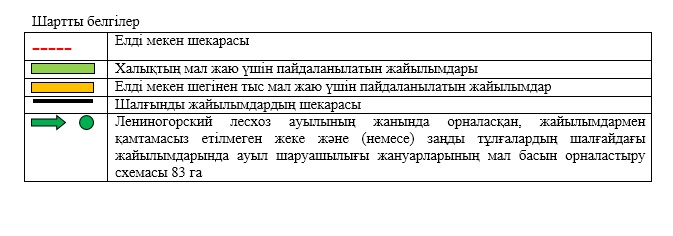 Шартты белгілер
Елді мекен шекарасы
Халықтың мал жаю үшін пайдаланылатын жайылымдары
Елді мекен шегінен тыс мал жаю үшін пайдаланылатын жайылымдар
Шалғынды жайылымдардың шекарасы
Лениногорский лесхоз ауылының жанында орналасқан, жайылымдармен
қамтамасыз етілмеген жеке және (немесе) заңды тұлғалардың шалғайдағы
жайылымдарында ауыл шаруашылығы жануарларының мал басын орналастыру
схемасы 83 га